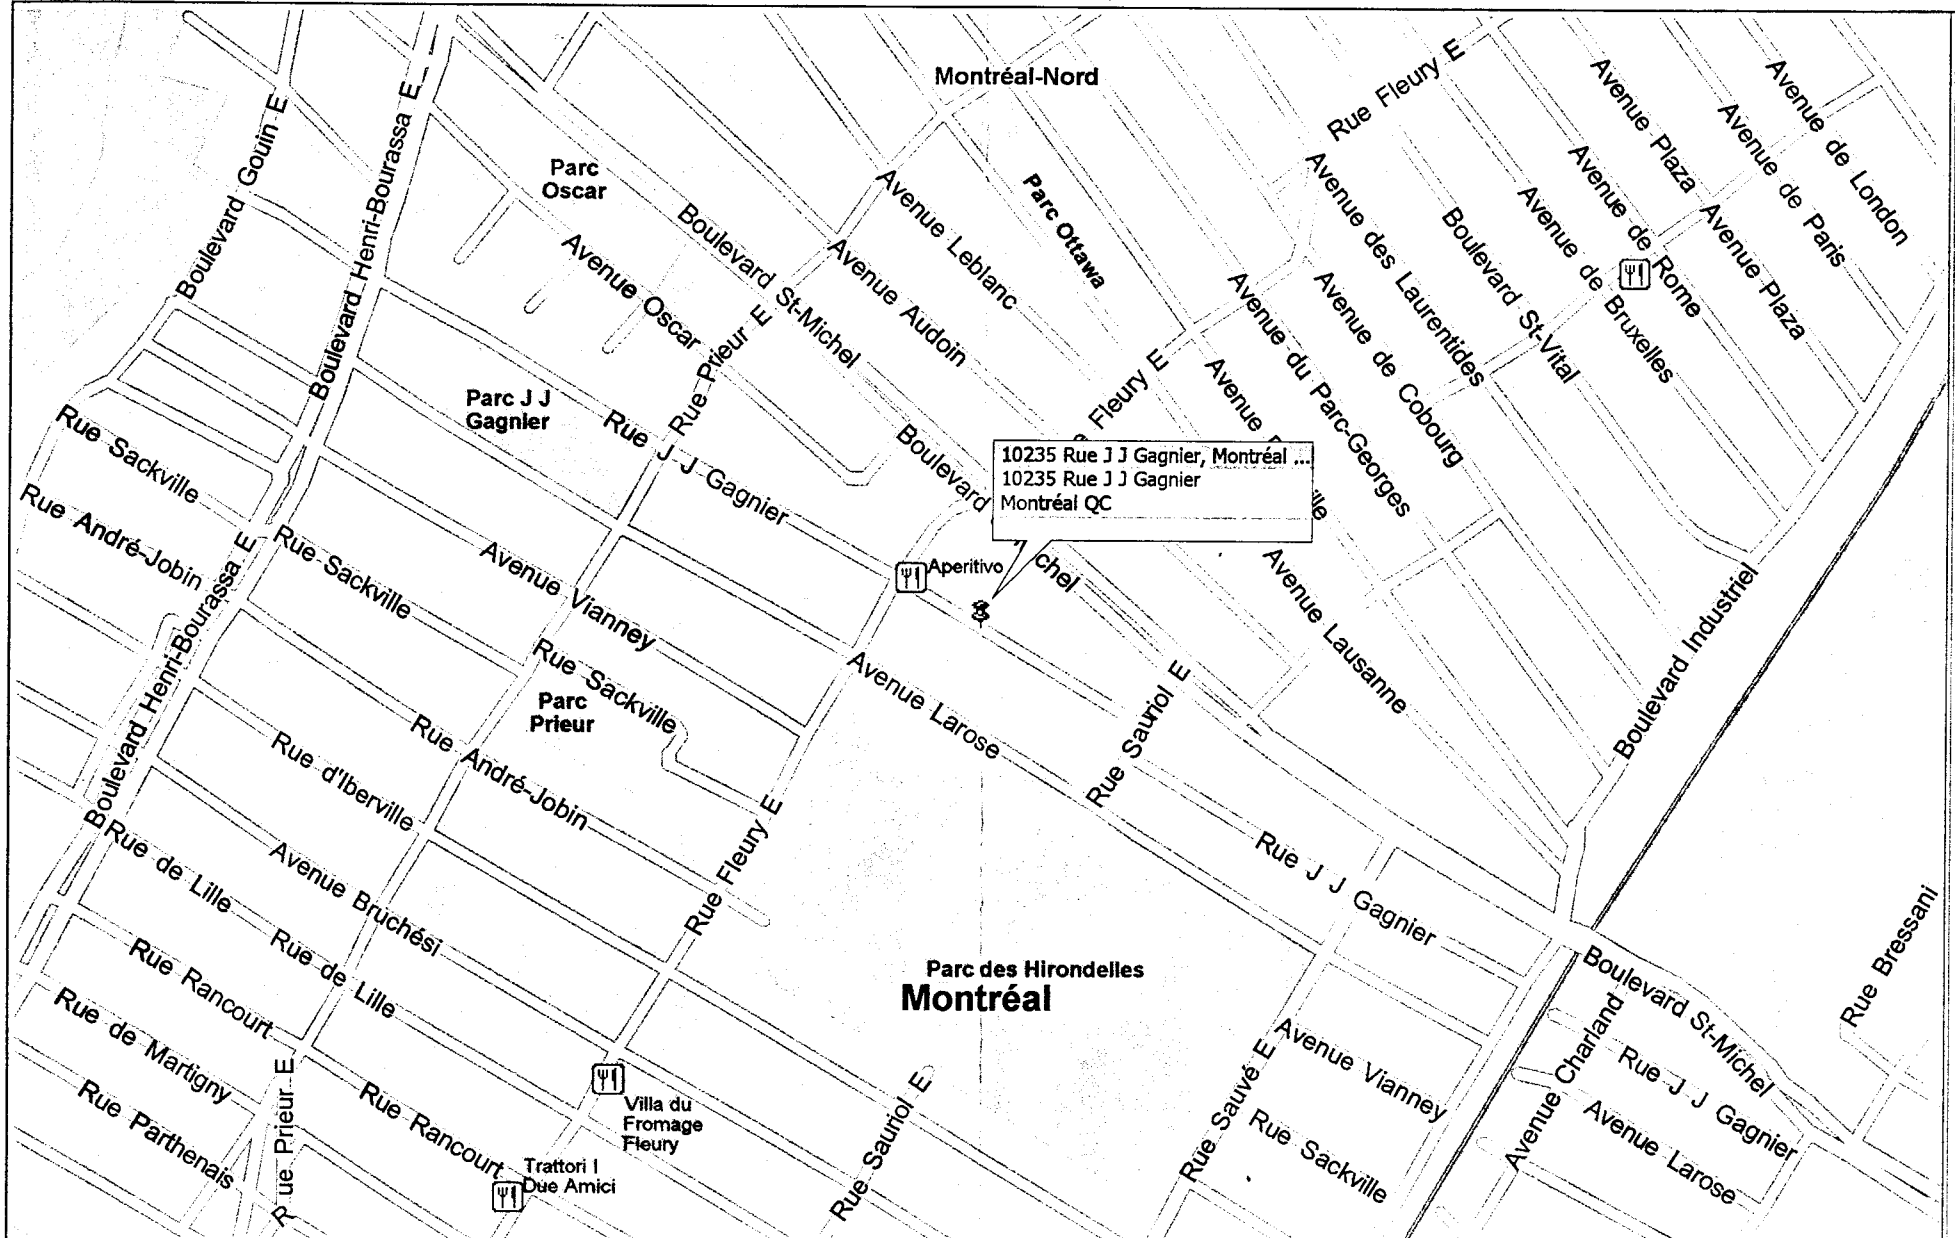 Montréal-Nord
Rue Fleury E
Avenue Plaza
Avenue de Paris
Avenue de London
Boulevard Gouin E
Boulevard Henri-Bourassa E
Parc
Oscar
Avenue Oscar
Boulevard St-Michel
Avenue Leblanc
Avenue Audoin
Parc Ottawa
Avenue des Laurentides
Boulevard St-Vital
Avenue de Bruxelles
Avenue de Rome
Avenue Plaza
Avenue du Parc-Georges
Avenue de Cobourg
Rue Prieur E
Fleury E
Avenue
Parc J J
Gagnier
Rue J J Gagnier
Boulevard
chel
10235 Rue J J Gagnier, Montréal ...
10235 Rue J J Gagnier
Montréal QC
Aperitivo
Rue Sackville
Rue André-Jobin
Rue Sackville
Avenue Vianney
Rue Sackville
Parc
Prieur
Avenue Larose
Rue Sauriol E
Avenue Lausanne
Boulevard Industriel
Boulevard Henri-Bourassa E
Rue d'Iberville
Rue André-Jobin
Rue Fleury E
Rue de Lille
Avenue Bruchési
Rue de Lille
Rue J J Gagnier
Rue Rancourt
Rue de Martigny
Rue Parthenais
Rue Prieur E
Rue Rancourt
Parc des Hirondelles
Montréal
Villa du
Fromage
Fleury
Trattori I
Due Amici
Rue Sauriol E
Rue Sauvé E
Avenue Vianney
Rue Sackville
Avenue Charland
Boulevard St-Michel
Rue J J Gagnier
Avenue Larose
Rue Bressani